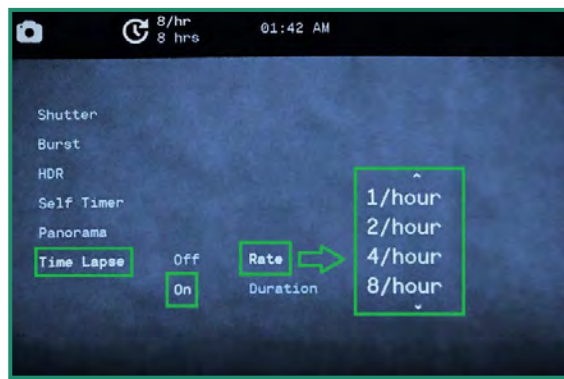 8/hr
8 hrs
01:42 AM
Shutter
Burst
HDR
Self Timer
Panorama
Time Lapse
Off
On
Rate
Duration
1/hour
2/hour
4/hour
8/hour